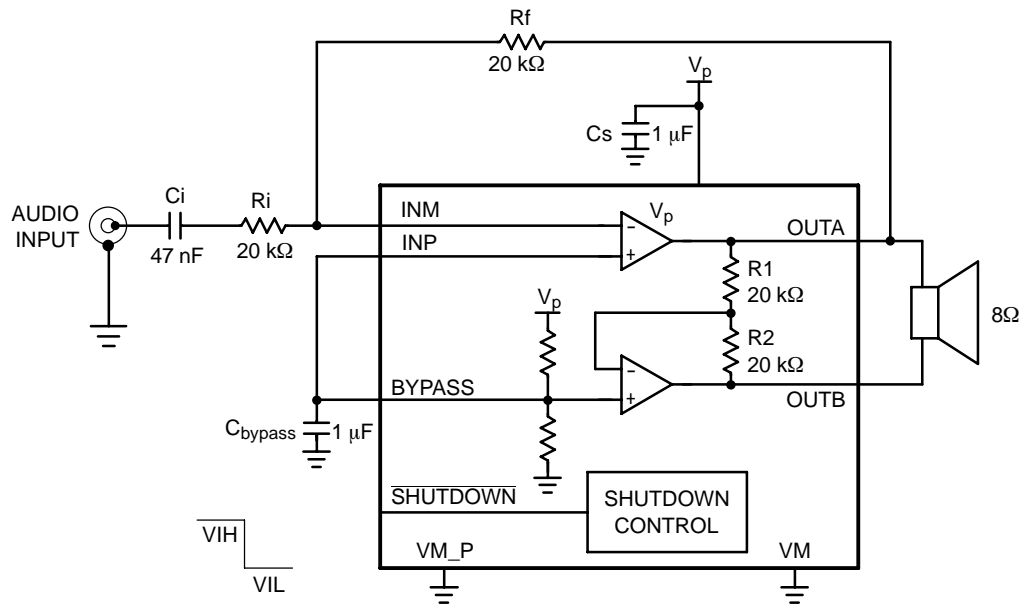 Rf
20 kΩ
Vp
Cs
1 μF
AUDIO
INPUT
Ci
47 nF
Ri
20 kΩ
INM
INP
Vp
-
+
OUTA
R1
20 kΩ
Vp
R2
20 kΩ
8Ω
-
+
BYPASS
OUTB
Cbypass
1 μF
SHUTDOWN
SHUTDOWN
CONTROL
VIH
VIL
VM_P
VM